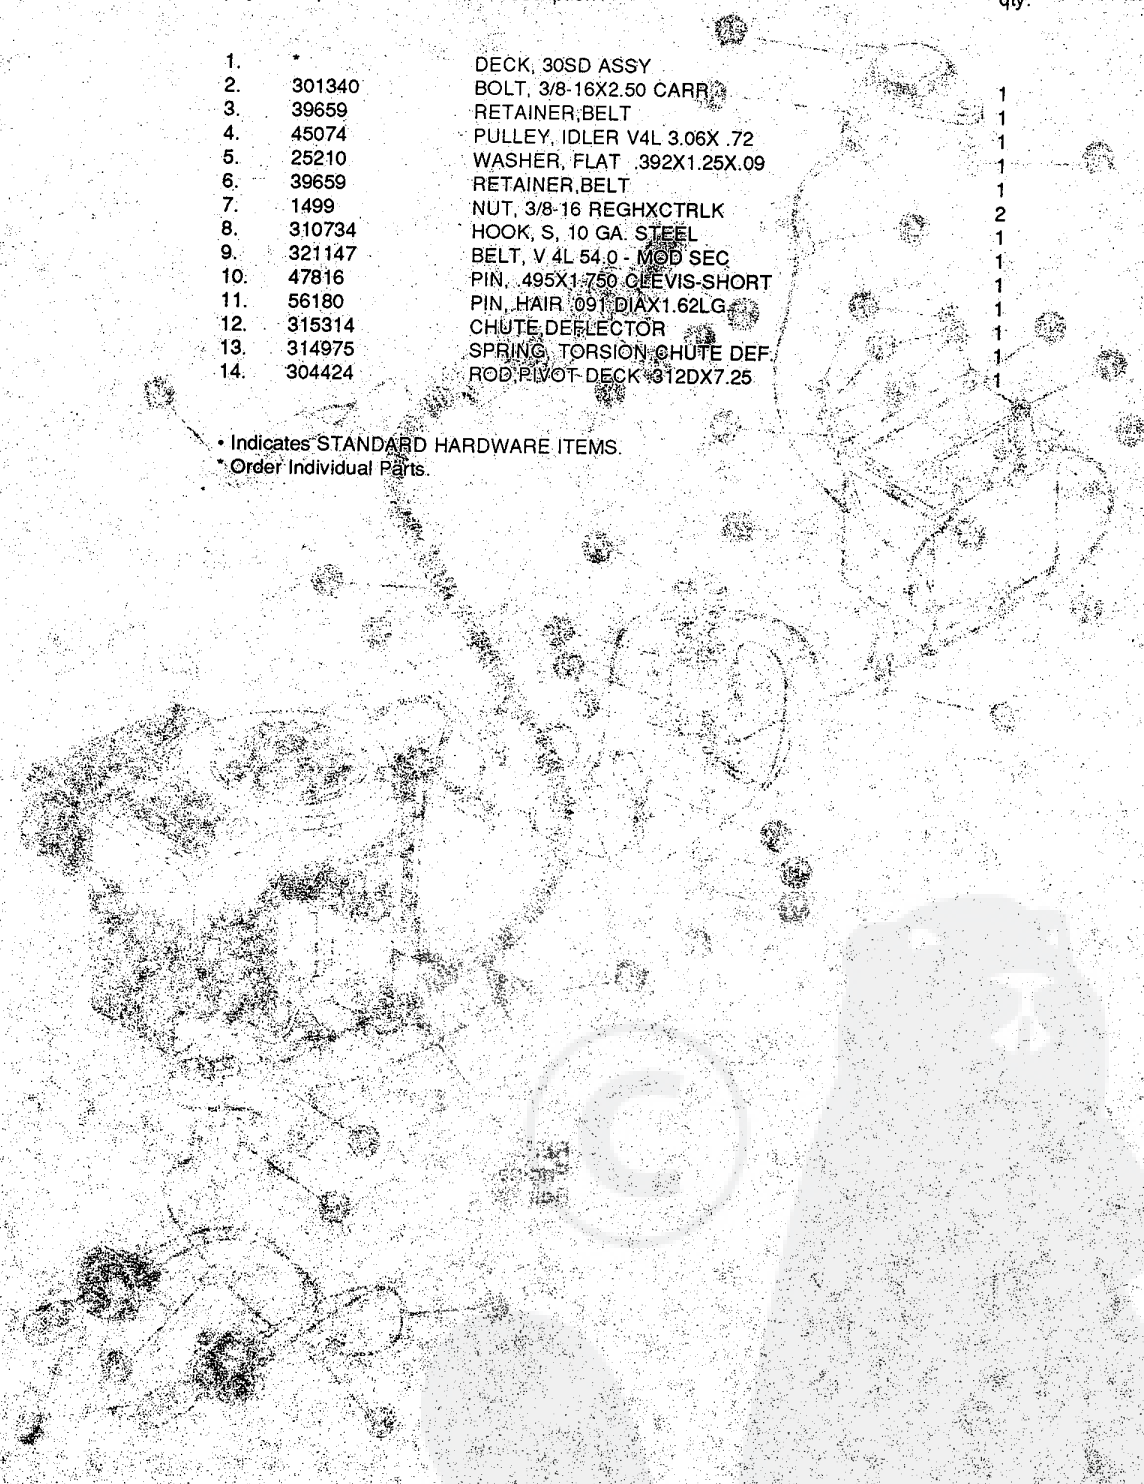 qty.
1. * DECK, 30SD ASSY
2. 301340 BOLT, 3/8-16X2.50 CARR 1
3. 39659 RETAINER,BELT 1
4. 45074 PULLEY, IDLER V4L 3.06X .72 1
5. 25210 WASHER, FLAT .392X1.25X.09 1
6. 39659 RETAINER,BELT 1
7. 1499 NUT, 3/8-16 REGHXCTRLK 2
8. 310734 HOOK, S, 10 GA. STEEL 1
9. 321147 BELT, V 4L 54.0 - MOD SEC 1
10. 47816 PIN, .495X1.750 CLEVIS-SHORT 1
11. 56180 PIN, HAIR .091 DIAX1.62LG 1
12. 315314 CHUTE,DEFLECTOR 1
13. 314975 SPRING, TORSION,CHUTE DEF. 1
14. 304424 ROD,PIVOT DECK .312DX7.25 1
• Indicates STANDARD HARDWARE ITEMS.
* Order Individual Parts.
©